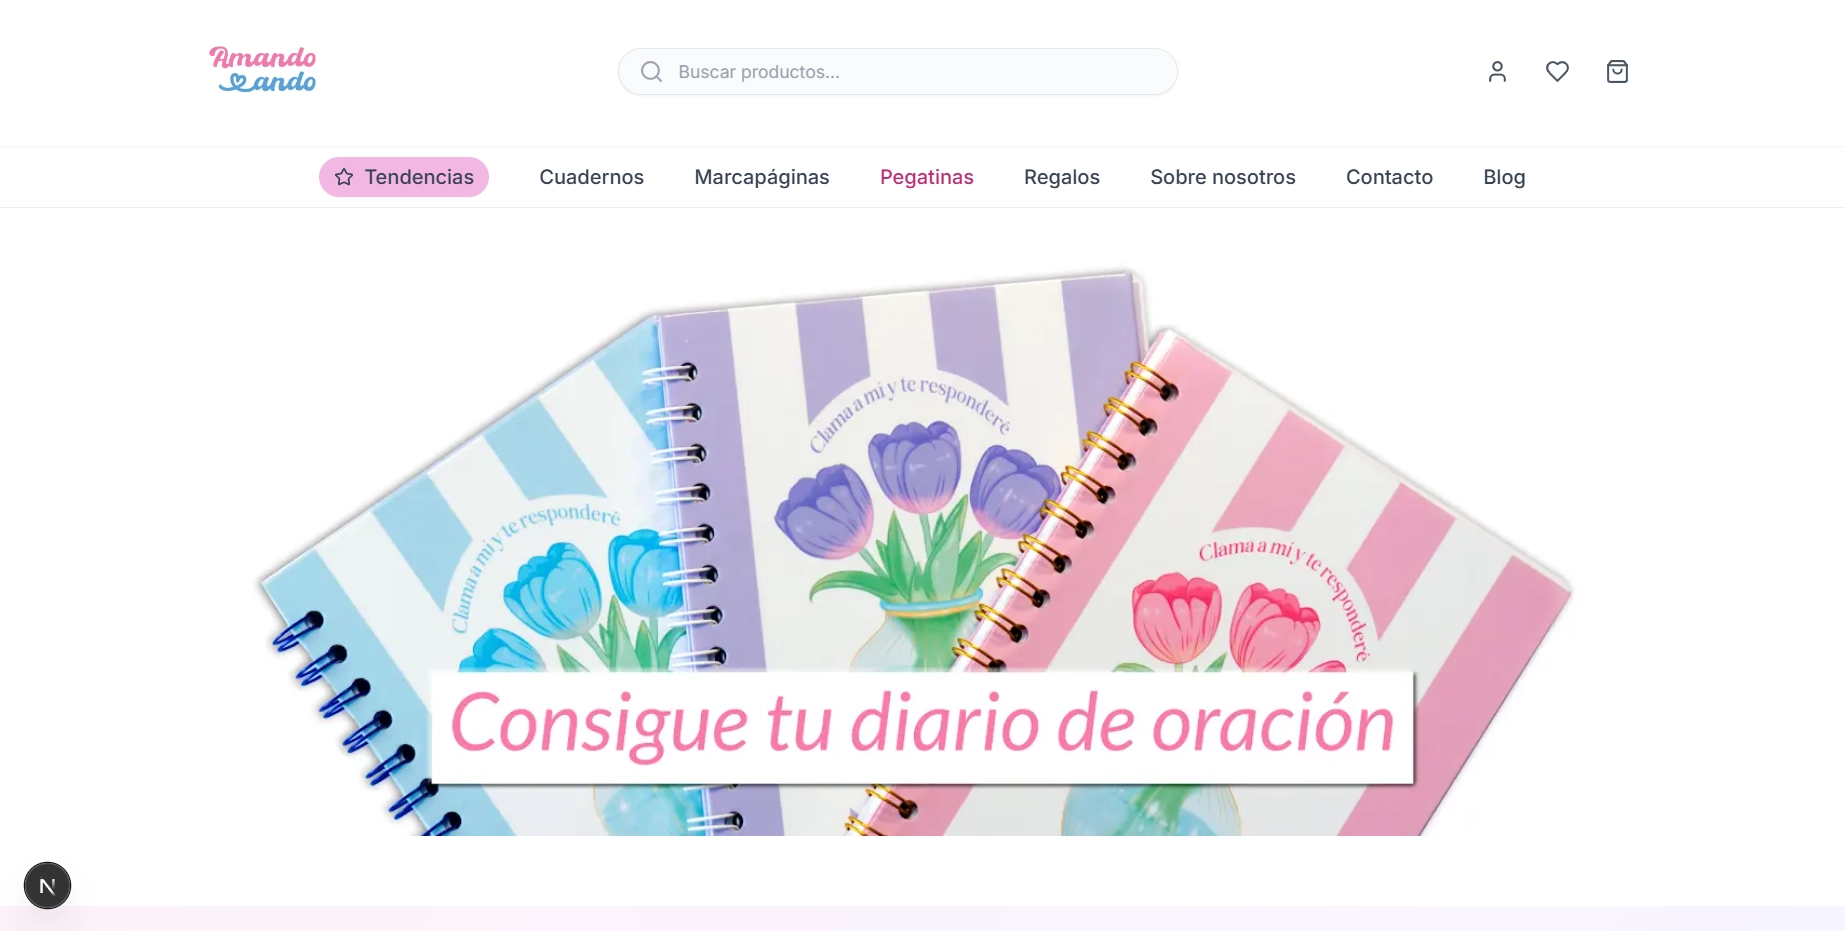 Amando
ando
Buscar productos...
Tendencias
Cuadernos
Marcapáginas
Pegatinas
Regalos
Sobre nosotros
Contacto
Blog
Clama a mí y te responderé
Clama a mí y te responderé
Clama a mí y te responderé
Consigue tu diario de oración
N